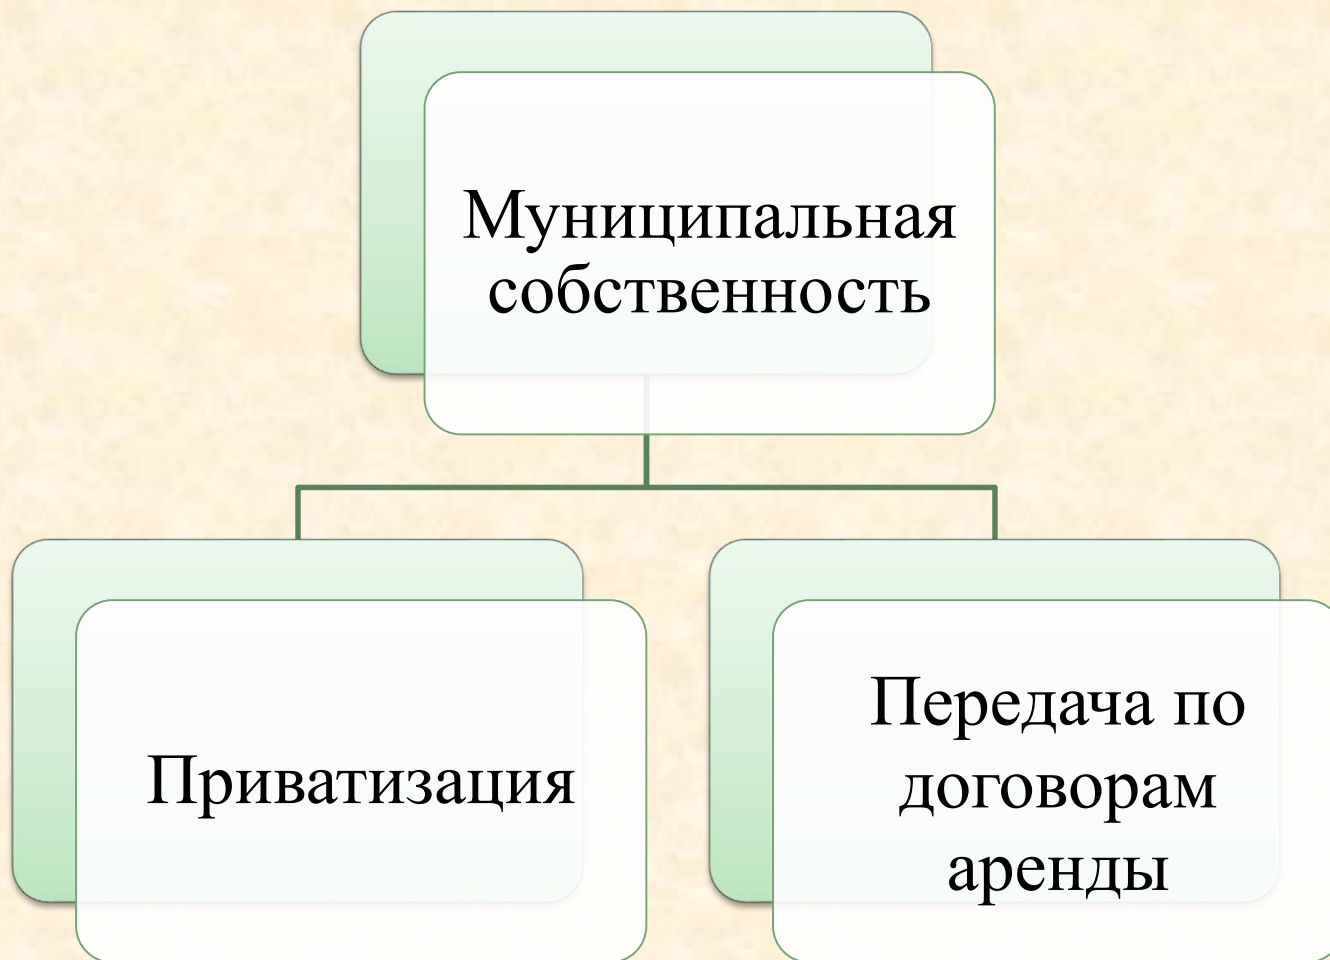 Муниципальная
собственность
Приватизация
Передача по
договорам
аренды